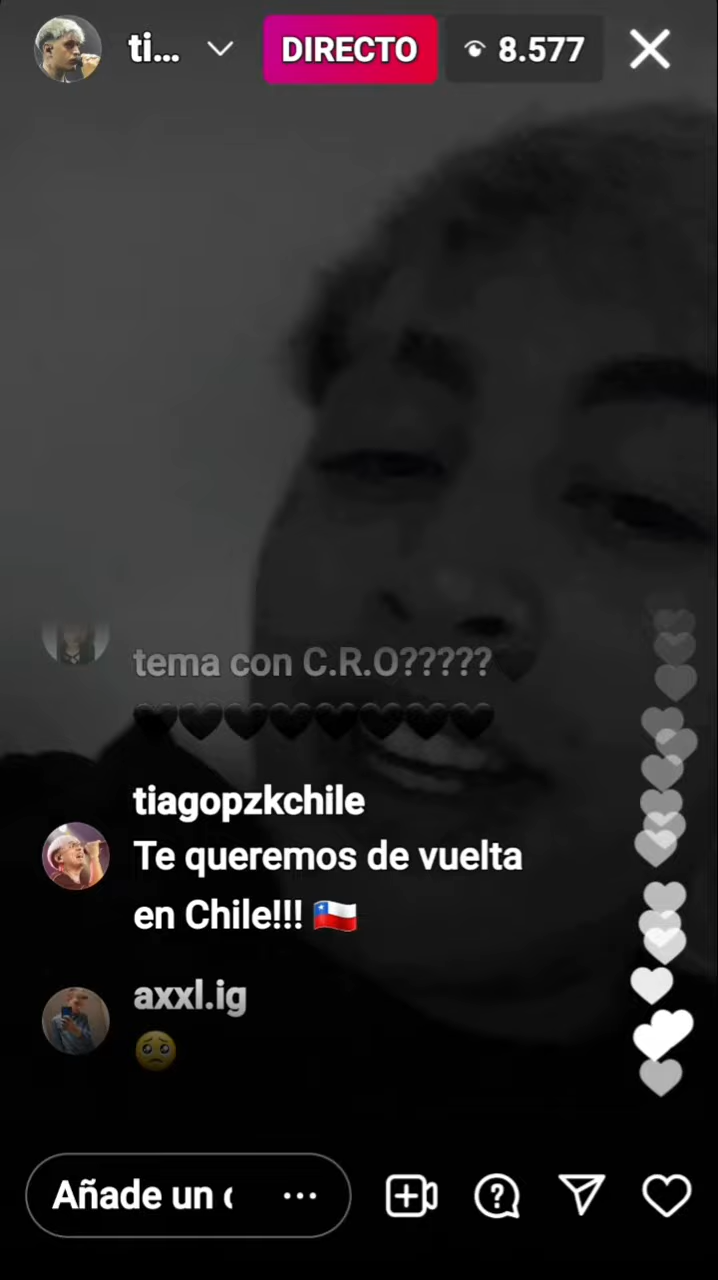 ti...
DIRECTO
8.577
tema con C.R.O?????🖤
🖤🖤🖤🖤🖤🖤🖤🖤
tiagopzkchile
Te queremos de vuelta
en Chile!!! 🇨🇱
axxl.ig
🥺
Añade un c